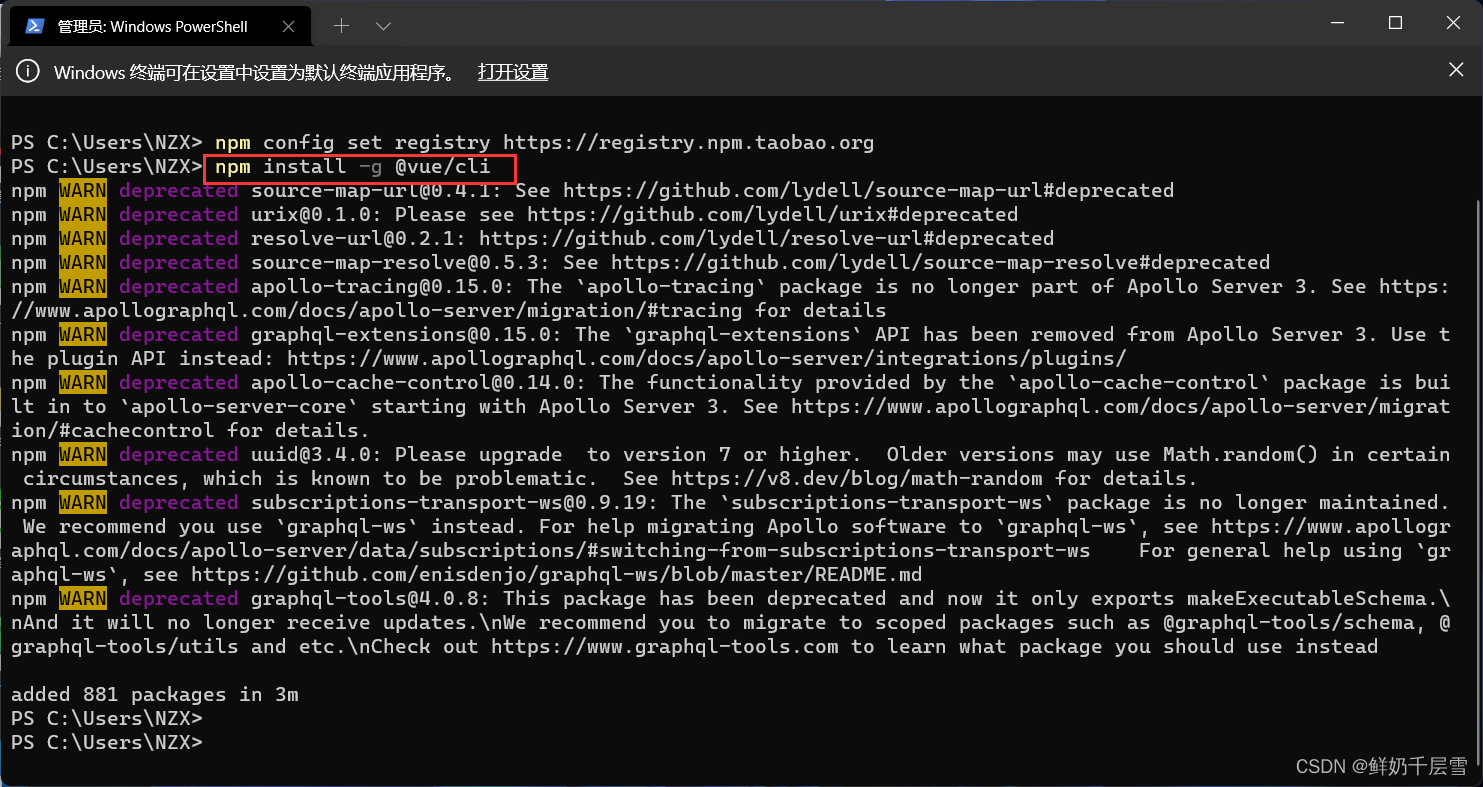 管理员: Windows PowerShell
Windows 终端可在设置中设置为默认终端应用程序。 打开设置
PS C:\Users\NZX> npm config set registry https://registry.npm.taobao.org
PS C:\Users\NZX> npm install -g @vue/cli
npm WARN deprecated source-map-url@0.4.1: See https://github.com/lydell/source-map-url#deprecated
npm WARN deprecated urix@0.1.0: Please see https://github.com/lydell/urix#deprecated
npm WARN deprecated resolve-url@0.2.1: https://github.com/lydell/resolve-url#deprecated
npm WARN deprecated source-map-resolve@0.5.3: See https://github.com/lydell/source-map-resolve#deprecated
npm WARN deprecated apollo-tracing@0.15.0: The `apollo-tracing` package is no longer part of Apollo Server 3. See https:
//www.apollographql.com/docs/apollo-server/migration/#tracing for details
npm WARN deprecated graphql-extensions@0.15.0: The `graphql-extensions` API has been removed from Apollo Server 3. Use t
he plugin API instead: https://www.apollographql.com/docs/apollo-server/integrations/plugins/
npm WARN deprecated apollo-cache-control@0.14.0: The functionality provided by the `apollo-cache-control` package is bui
lt in to `apollo-server-core` starting with Apollo Server 3. See https://www.apollographql.com/docs/apollo-server/migrat
ion/#cachecontrol for details.
npm WARN deprecated uuid@3.4.0: Please upgrade  to version 7 or higher.  Older versions may use Math.random() in certain
 circumstances, which is known to be problematic.  See https://v8.dev/blog/math-random for details.
npm WARN deprecated subscriptions-transport-ws@0.9.19: The `subscriptions-transport-ws` package is no longer maintained.
 We recommend you use `graphql-ws` instead. For help migrating Apollo software to `graphql-ws`, see https://www.apollogr
aphql.com/docs/apollo-server/data/subscriptions/#switching-from-subscriptions-transport-ws    For general help using `gr
aphql-ws`, see https://github.com/enisdenjo/graphql-ws/blob/master/README.md
npm WARN deprecated graphql-tools@4.0.8: This package has been deprecated and now it only exports makeExecutableSchema.\
nAnd it will no longer receive updates.\nWe recommend you to migrate to scoped packages such as @graphql-tools/schema, @
graphql-tools/utils and etc.\nCheck out https://www.graphql-tools.com to learn what package you should use instead
added 881 packages in 3m
PS C:\Users\NZX>
PS C:\Users\NZX>
CSDN @鲜奶千层雪